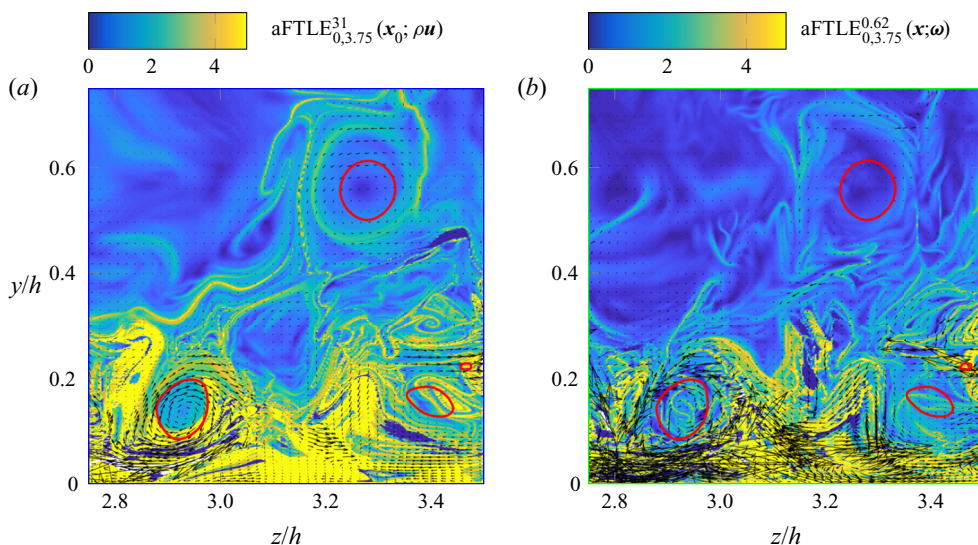 aFTLE^{31}_{0,3.75} (x_0; ρu)
0 2 4
aFTLE^{0.62}_{0,3.75} (x;ω)
0 2 4
(a)
(b)
0.6
0.4
y/h
0.2
0
2.8 3.0 3.2 3.4
z/h
0.6
0.4
0.2
0
2.8 3.0 3.2 3.4
z/h